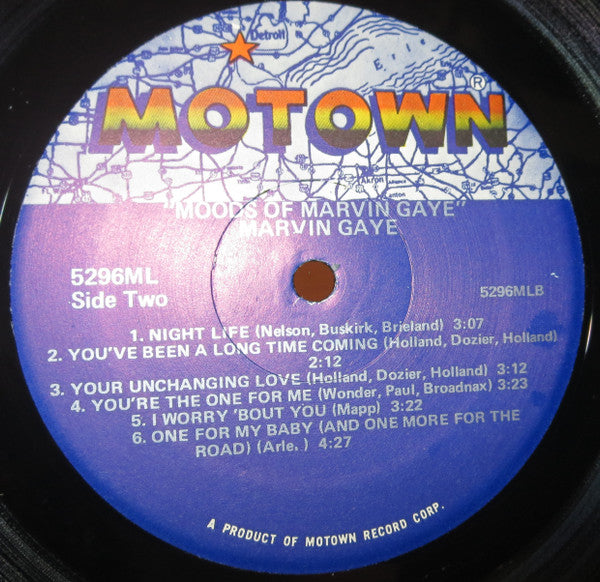 Detroit
Erie
MOTOWN®
Akron
"MOODS OF MARVIN GAYE"
MARVIN GAYE
5296ML
Side Two
5296MLB
1. NIGHT LIFE (Nelson, Buskirk, Brieland) 3:07
2. YOU'VE BEEN A LONG TIME COMING (Holland, Dozier, Holland)
2:12
3. YOUR UNCHANGING LOVE (Holland, Dozier, Holland) 3:12
4. YOU'RE THE ONE FOR ME (Wonder, Paul, Broadnax) 3:23
5. I WORRY 'BOUT YOU (Mapp) 3:22
6. ONE FOR MY BABY (AND ONE MORE FOR THE
ROAD) (Arle. ) 4:27
A PRODUCT OF MOTOWN RECORD CORP.